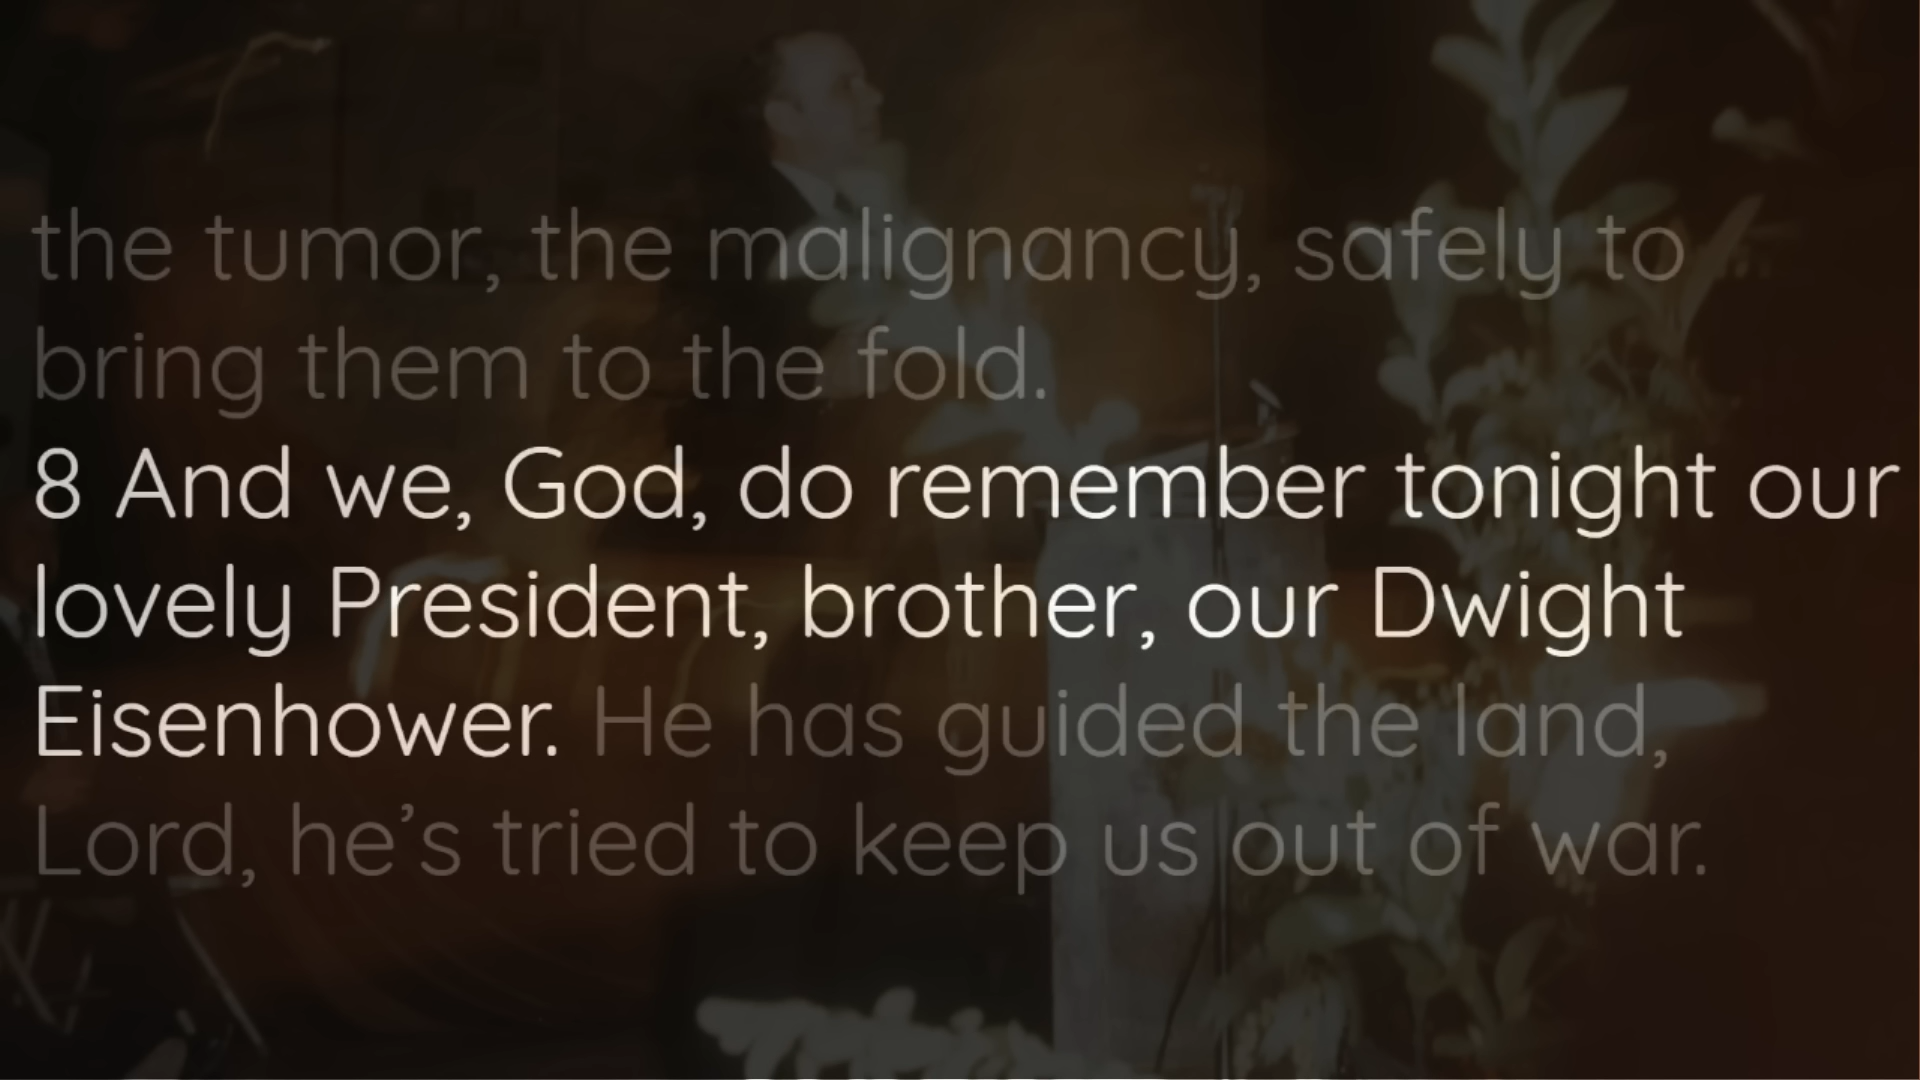 the tumor, the malignancy, safely to
bring them to the fold.
8 And we, God, do remember tonight our
lovely President, brother, our Dwight
Eisenhower. He has guided the land,
Lord, he’s tried to keep us out of war.